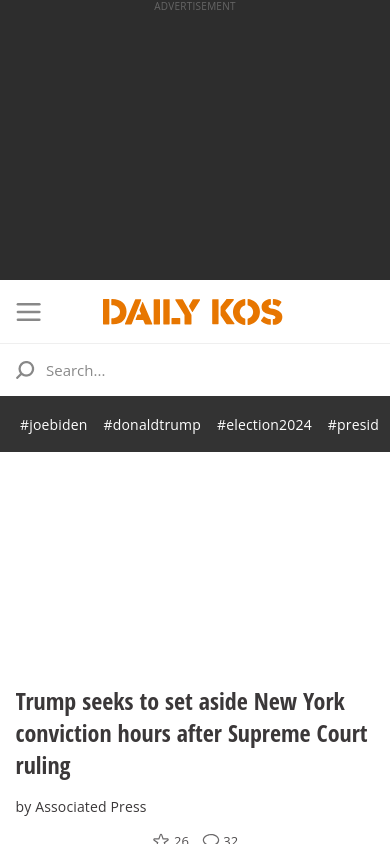 ADVERTISEMENT
DAILY KOS
Search...
#joebiden #donaldtrump #election2024 #presid
Trump seeks to set aside New York
conviction hours after Supreme Court
ruling
by Associated Press
26 32